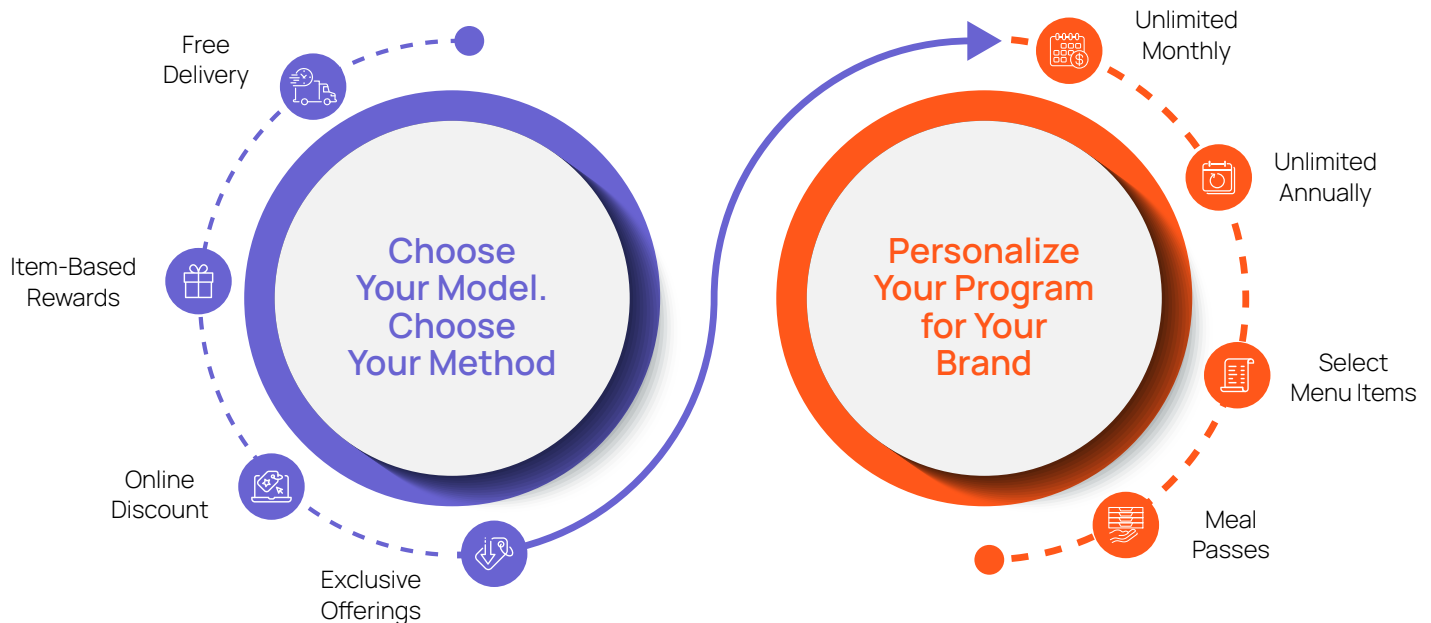 Free
Delivery
Item-Based
Rewards
Online
Discount
Exclusive
Offerings
Choose
Your Model.
Choose
Your Method
Unlimited
Monthly
Unlimited
Annually
Select
Menu Items
Meal
Passes
Personalize
Your Program
for Your
Brand